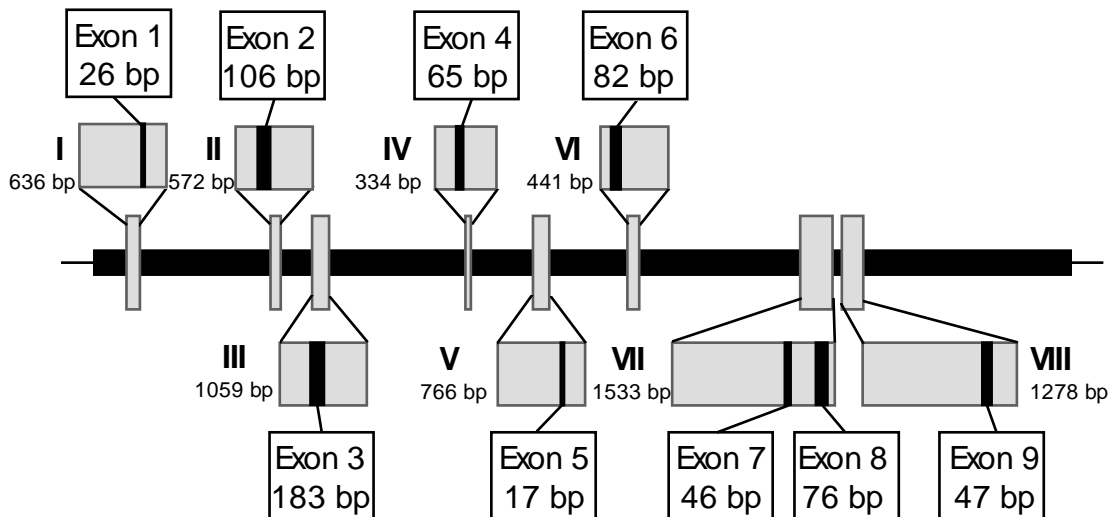 Exon 1
26 bp
Exon 2
106 bp
Exon 4
65 bp
Exon 6
82 bp
I
636 bp
II
572 bp
IV
334 bp
VI
441 bp
III
1059 bp
V
766 bp
VII
1533 bp
VIII
1278 bp
Exon 3
183 bp
Exon 5
17 bp
Exon 7
46 bp
Exon 8
76 bp
Exon 9
47 bp